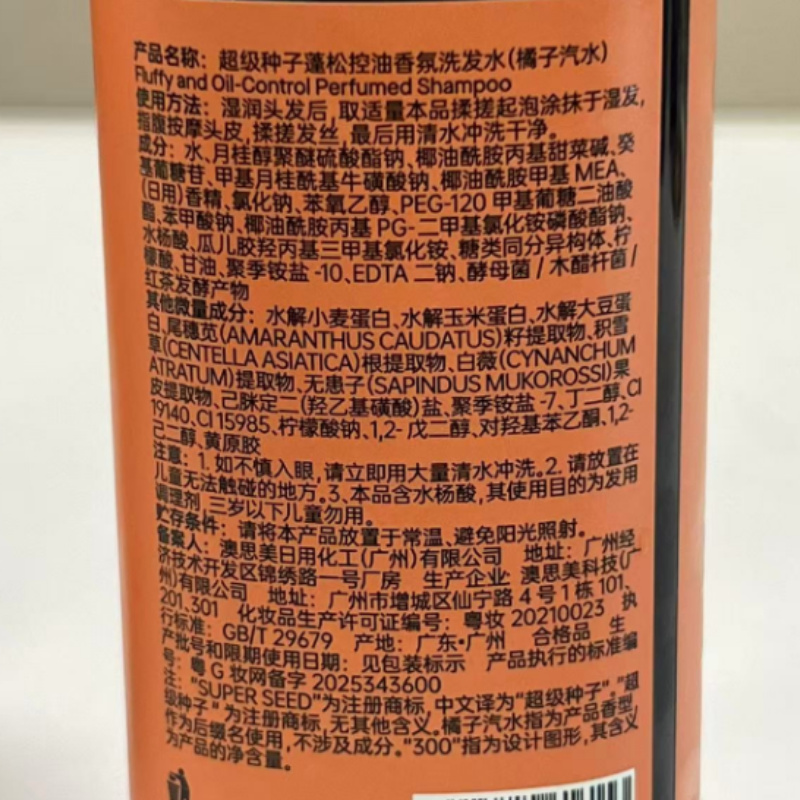 产品名称：超级种子蓬松控油香氛洗发水（橘子汽水）
Fluffy and Oil-Control Perfumed Shampoo
使用方法：湿润头发后，取适量本品揉搓起泡涂抹于湿发，
指腹按摩头皮，揉搓发丝，最后用清水冲洗干净。
成分：水、月桂醇聚醚硫酸酯钠、椰油酰胺丙基甜菜碱、癸
基葡糖苷、甲基月桂酰基牛磺酸钠、椰油酰胺甲基 MEA、
（日用）香精、氯化钠、苯氧乙醇、PEG-120 甲基葡糖二油酸
酯、苯甲酸钠、椰油酰胺丙基 PG-二甲基氯化铵磷酸酯钠、
水杨酸、瓜儿胶羟丙基三甲基氯化铵、糖类同分异构体、柠
檬酸、甘油、聚季铵盐 -10、EDTA 二钠、酵母菌 / 木醋杆菌 /
红茶发酵产物
其他微量成分：水解小麦蛋白、水解玉米蛋白、水解大豆蛋
白、尾穗苋(AMARANTHUS CAUDATUS)籽提取物、积雪
草(CENTELLA ASIATICA)根提取物、白薇(CYNANCHUM
ATRATUM)提取物、无患子(SAPINDUS MUKOROSSI)果
皮提取物、己脒定二(羟乙基磺酸)盐、聚季铵盐 -7、丁二醇、CI
19140、CI 15985、柠檬酸钠、1,2- 戊二醇、对羟基苯乙酮、1,2-
己二醇、黄原胶
注意：1. 如不慎入眼，请立即用大量清水冲洗。2. 请放置在
儿童无法触碰的地方。3、本品含水杨酸，其使用目的为发用
调理剂，三岁以下儿童勿用。
贮存条件：请将本产品放置于常温、避免阳光照射。
备案人：澳思美日用化工（广州）有限公司 地址：广州经
济技术开发区锦绣路一号厂房 生产企业 澳思美科技（广
州）有限公司 地址：广州市增城区仙宁路 4 号 1 栋 101、
201、301 化妆品生产许可证编号：粤妆 20210023 执
行标准：GB/T 29679 产地：广东·广州 合格品 生
产批号和限期使用日期：见包装标示 产品执行的标准编
号：粤 G 妆网备字 2025343600
注："SUPER SEED"为注册商标，中文译为"超级种子"。"超
级种子"为注册商标，无其他含义。橘子汽水指为产品香型，
作为后缀名使用，不涉及成分。"300"指为设计图形，其含义
为产品的净含量。